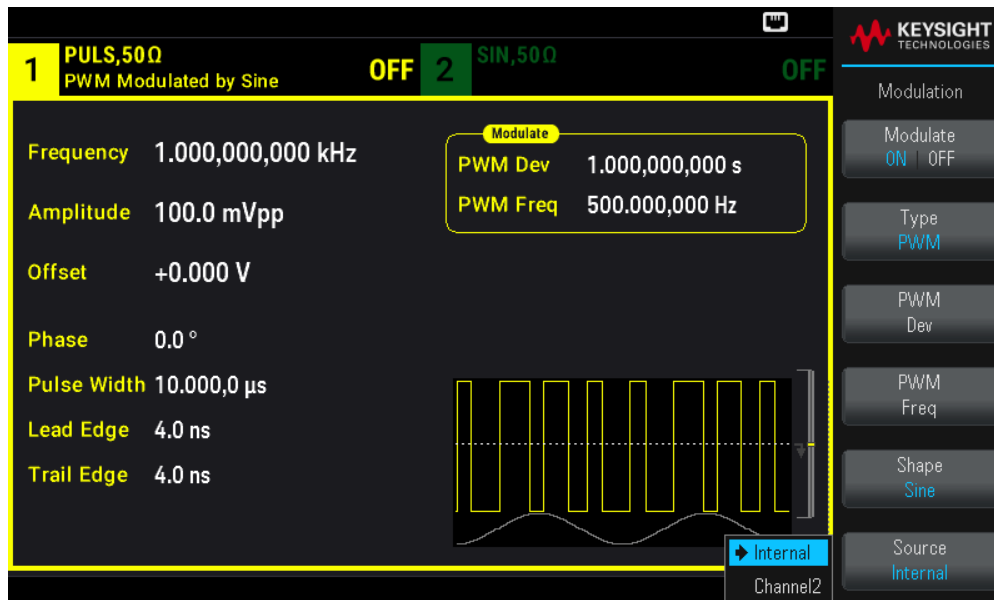 1
PULS,50Ω
PWM Modulated by Sine
OFF
2
SIN,50Ω
OFF
Frequency 1.000,000,000 kHz
Amplitude 100.0 mVpp
Offset +0.000 V
Phase 0.0 °
Pulse Width 10.000,0 µs
Lead Edge 4.0 ns
Trail Edge 4.0 ns
Modulate
PWM Dev 1.000,000,000 s
PWM Freq 500.000,000 Hz
Internal
Channel2
KEYSIGHT
TECHNOLOGIES
Modulation
Modulate
ON | OFF
Type
PWM
PWM
Dev
PWM
Freq
Shape
Sine
Source
Internal